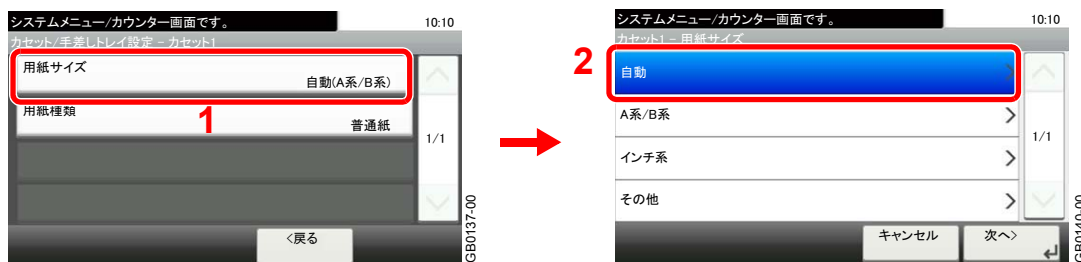 システムメニュー/カウンター画面です。
10:10
カセット/手差しトレイ設定 - カセット1
用紙サイズ
自動(A系/B系)
用紙種類
普通紙
1
1/1
<戻る
GB0137-00
システムメニュー/カウンター画面です。
10:10
カセット1 - 用紙サイズ
2
自動
A系/B系
1/1
インチ系
その他
キャンセル
次へ>
GB0140-00